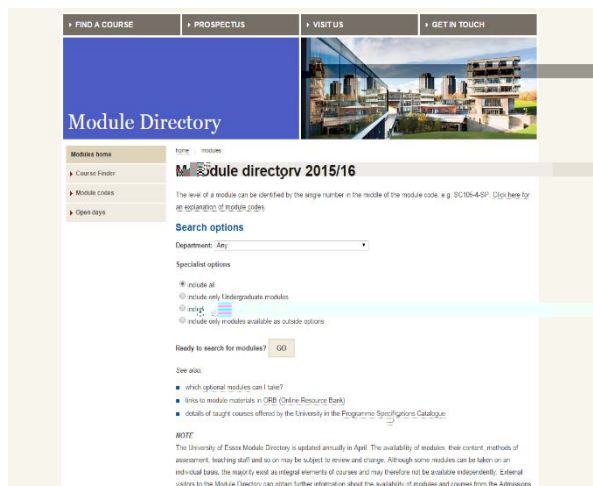 FIND A COURSE
PROSPECTUS
VISIT US
GET IN TOUCH
Module Directory
Modules home
Course Finder
Module codes
Open days
home : modules
Module directory 2015/16
The level of a module can be identified by the single number in the middle of the module code, e.g. SC106-4-SP. Click here for
an explanation of module codes.
Search options
Department: Any
Specialist options
include all
include only Undergraduate modules
include only modules available as outside options
Ready to search for modules? GO
See also:
which optional modules can I take?
links to module materials in ORB (Online Resource Bank)
details of taught courses offered by the University in the Programme Specifications Catalogue
NOTE
The University of Essex Module Directory is updated annually in April. The availability of modules, their content, methods of
assessment, teaching staff and so on may be subject to review and change. Although some modules can be taken on an
individual basis, the majority exist as integral elements of courses and may therefore not be available independently. External
visitors to the Module Directory can obtain further information about the availability of modules and courses from the Admissions